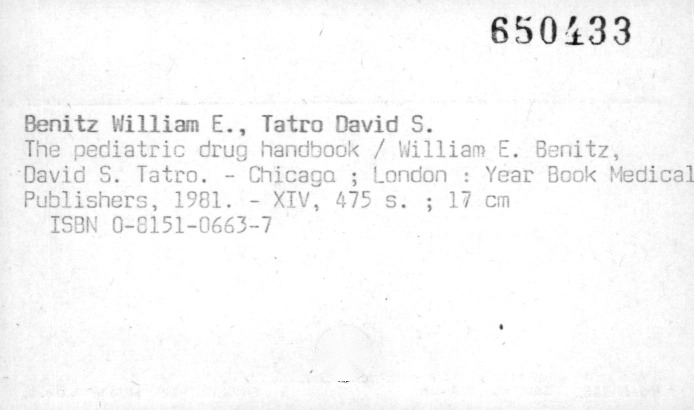 650433
Benitz William E., Tatro David S.
The pediatric drug handbook / William E. Benitz,
David S. Tatro. - Chicago ; London : Year Book Medical
Publishers, 1981. - XIV, 475 s. ; 17 cm
ISBN 0-8151-0663-7